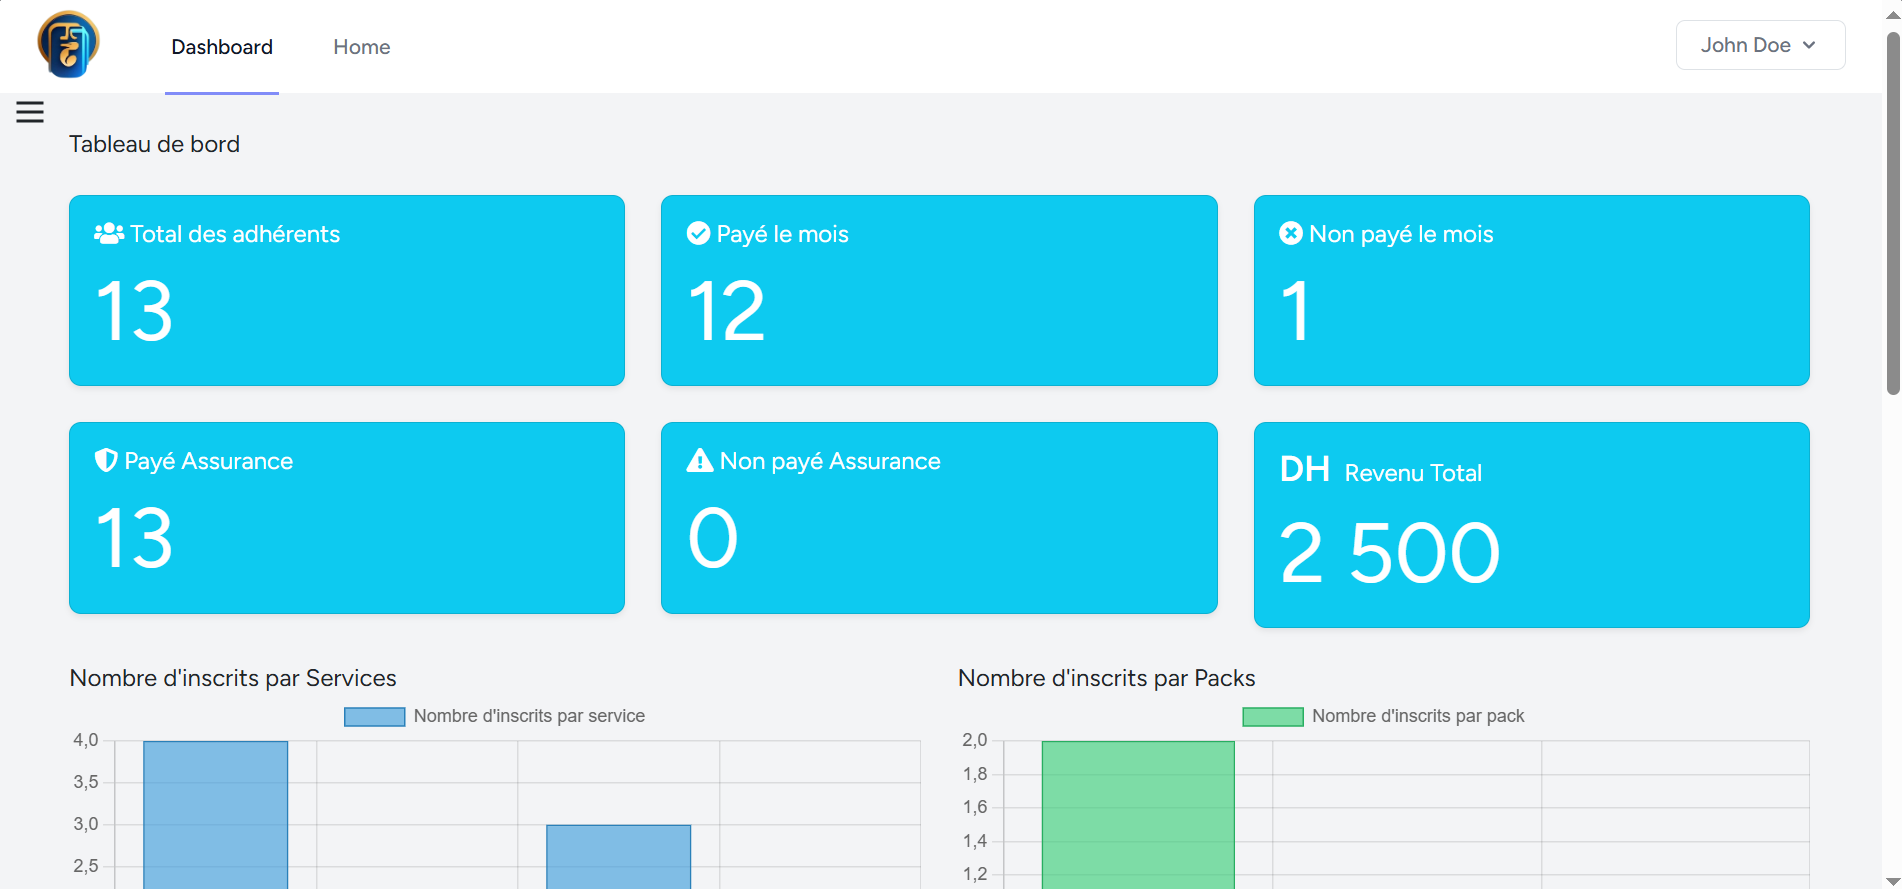 Dashboard Home John Doe
Tableau de bord
Total des adhérents
13
Payé le mois
12
Non payé le mois
1
Payé Assurance
13
Non payé Assurance
0
DH Revenu Total
2 500
Nombre d'inscrits par Services
Nombre d'inscrits par service
4,0
3,5
3,0
2,5
Nombre d'inscrits par Packs
Nombre d'inscrits par pack
2,0
1,8
1,6
1,4
1,2